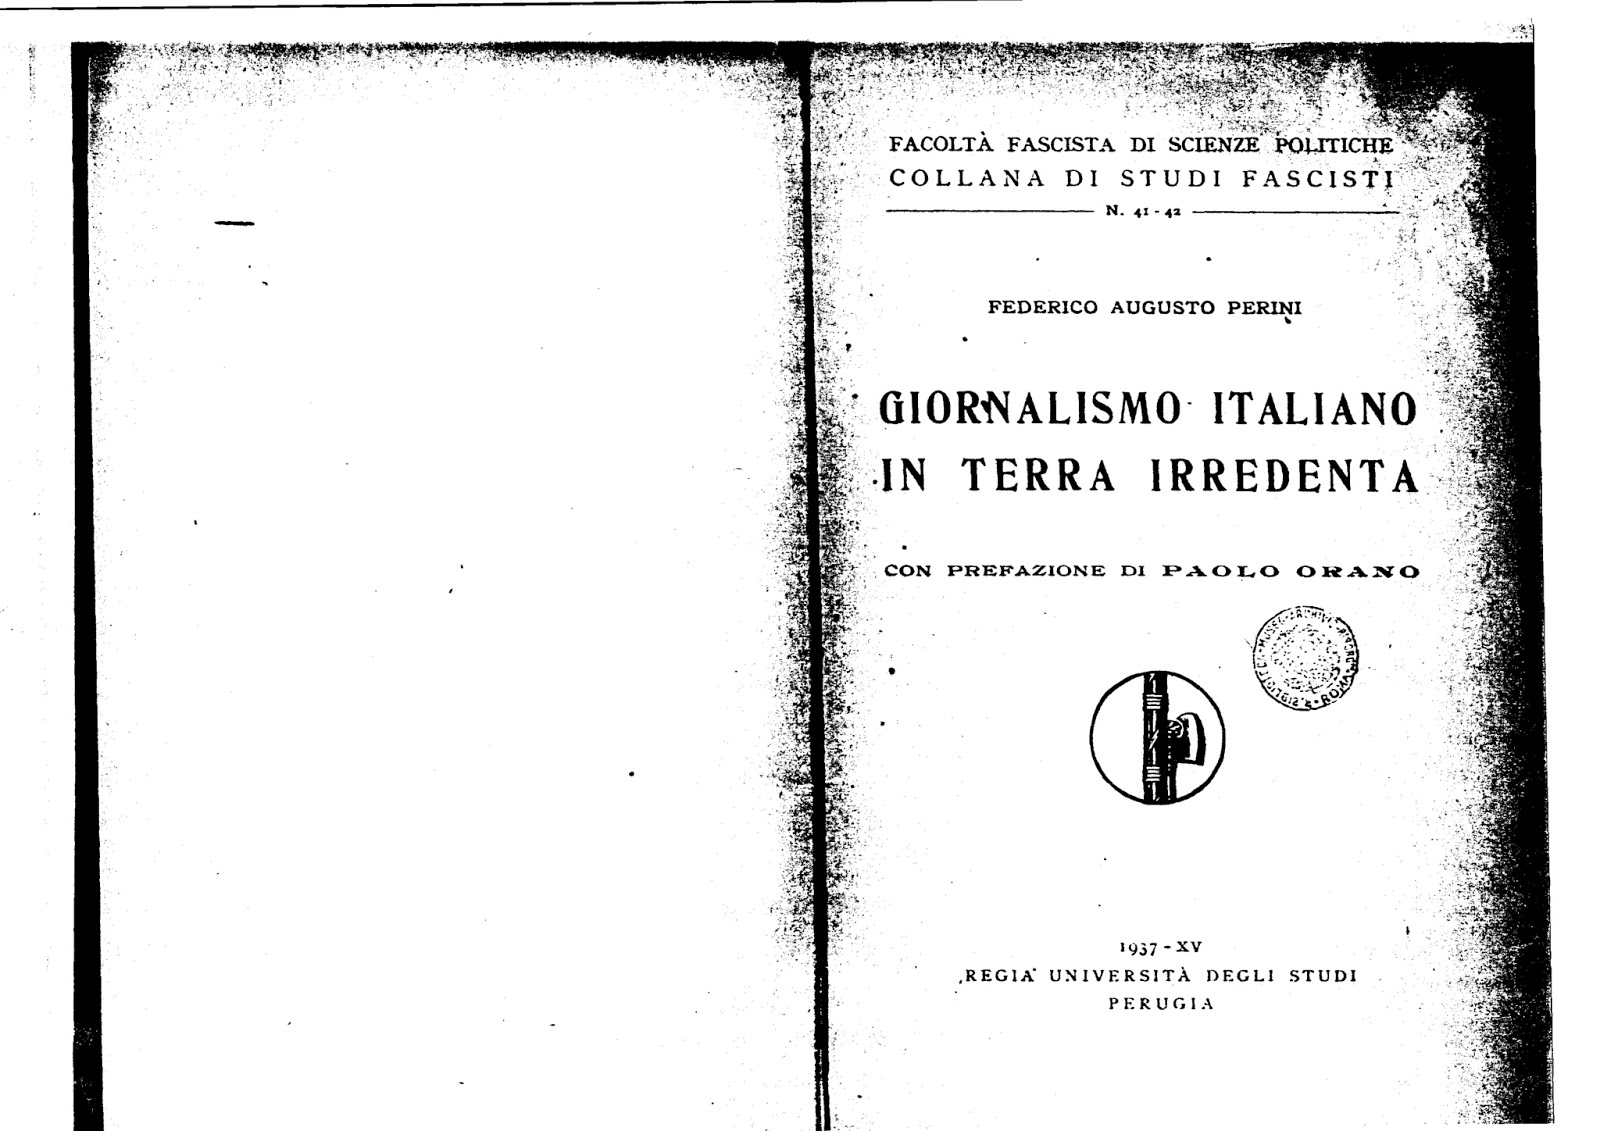 FACOLTÀ FASCISTA DI SCIENZE POLITICHE
COLLANA DI STUDI FASCISTI
N. 41-42
FEDERICO AUGUSTO PERINI
GIORNALISMO ITALIANO
IN TERRA IRREDENTA
CON PREFAZIONE DI PAOLO ORANO
ROMA
1937-XV
REGIA UNIVERSITÀ DEGLI STUDI
PERUGIA